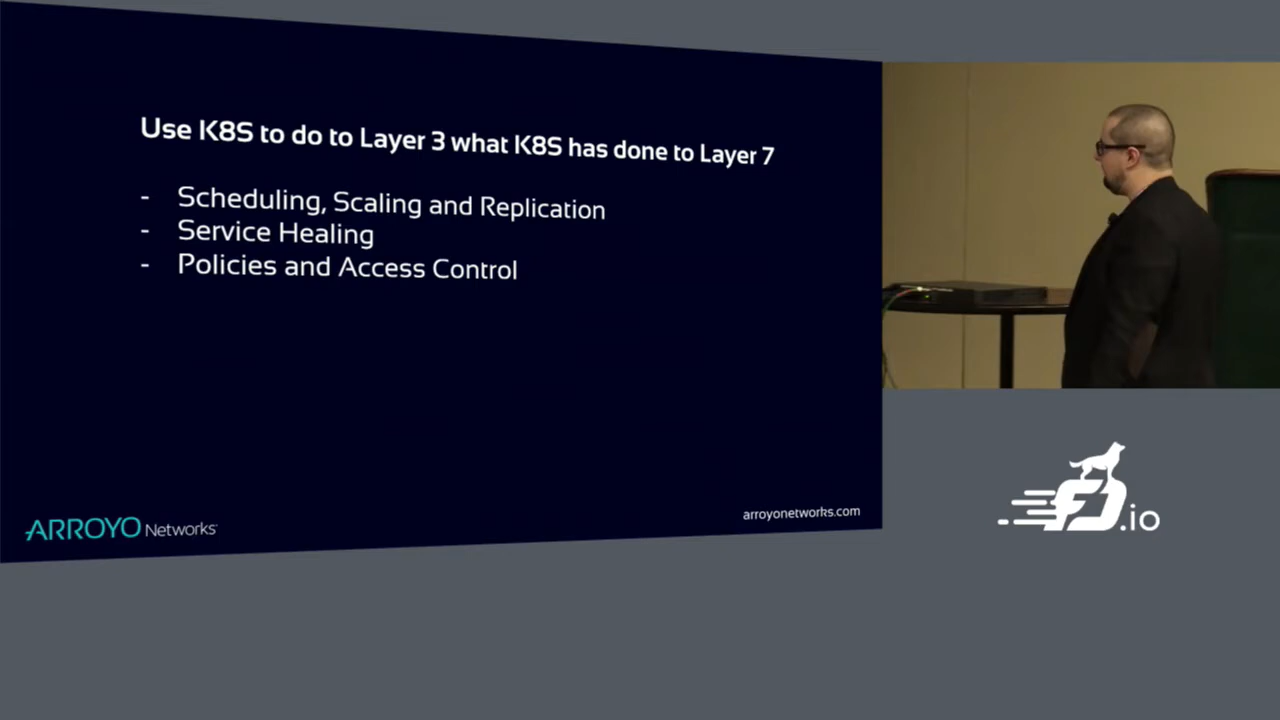 Use K8S to do to Layer 3 what K8S has done to Layer 7
- Scheduling, Scaling and Replication
- Service Healing
- Policies and Access Control
ARROYO Networks
arroyonetworks.com
FD.io